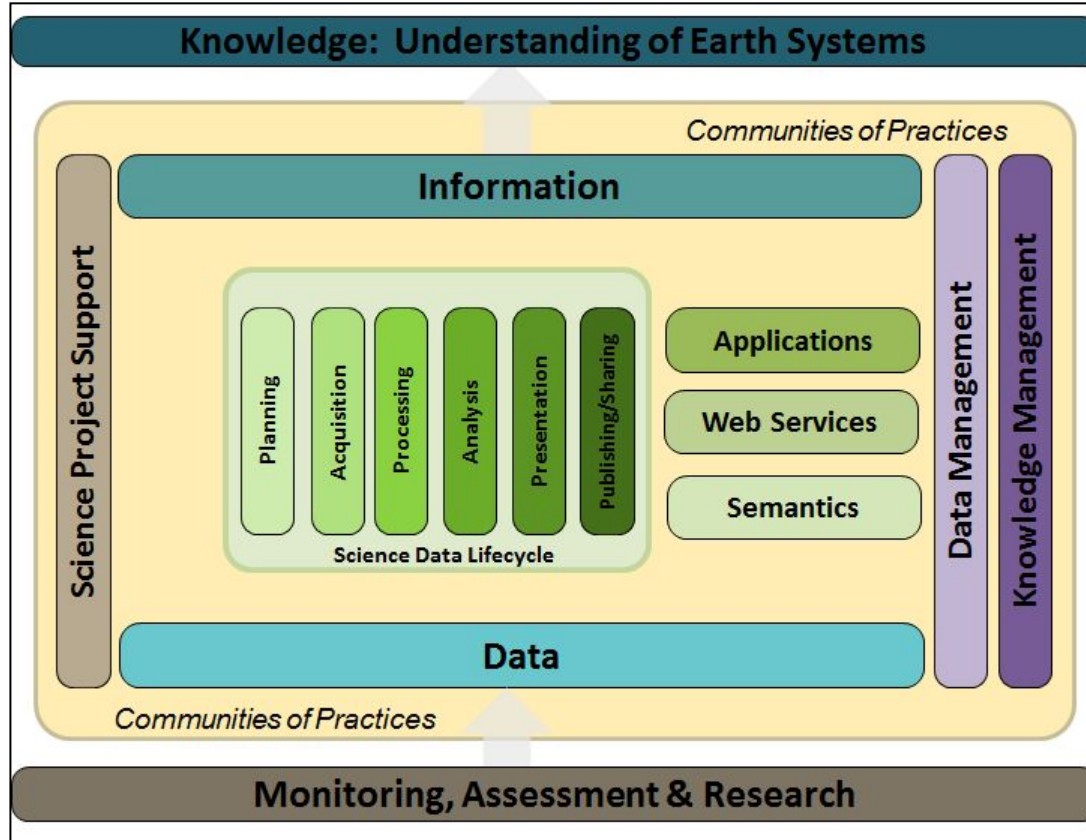 Knowledge: Understanding of Earth Systems
Communities of Practices
Information
Science Project Support
Planning
Acquisition
Processing
Analysis
Presentation
Publishing/Sharing
Science Data Lifecycle
Applications
Web Services
Semantics
Data Management
Knowledge Management
Data
Communities of Practices
Monitoring, Assessment & Research